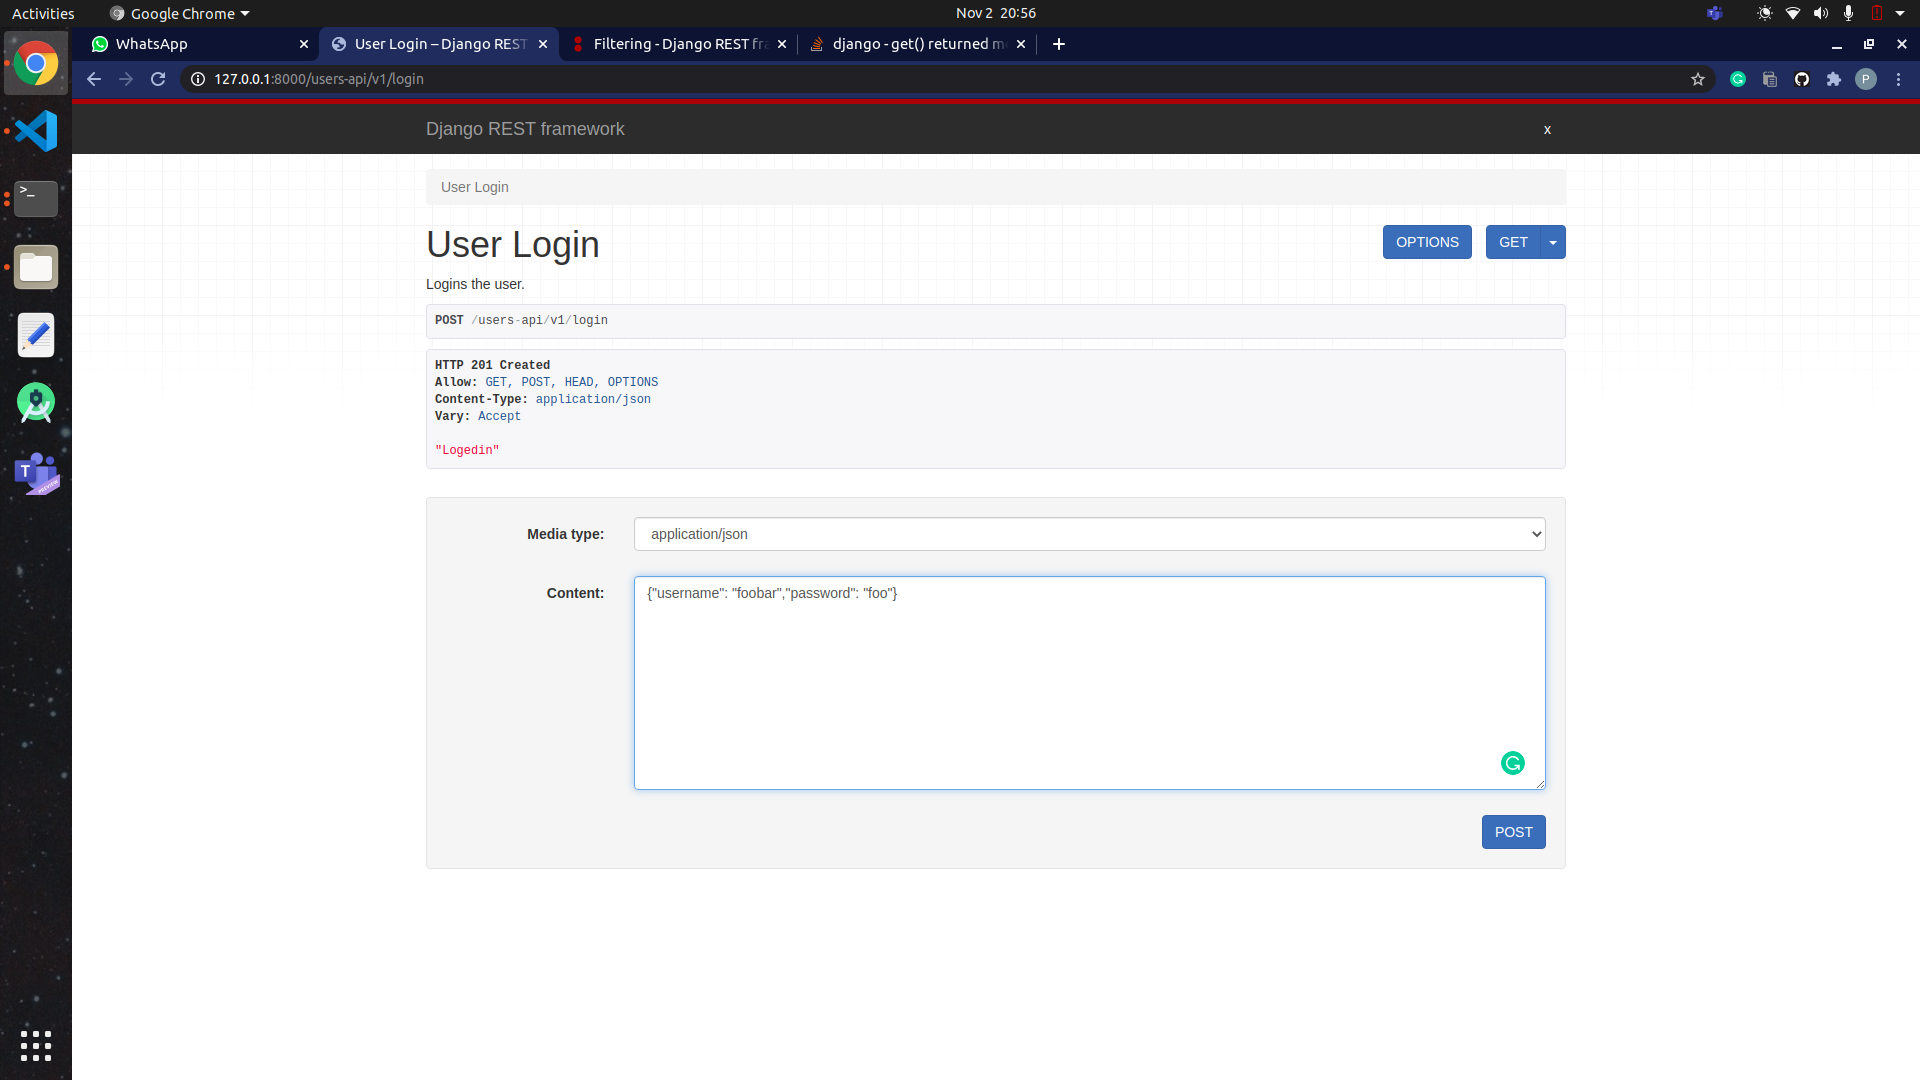 Activities
Google Chrome
Nov 2 20:56
WhatsApp
User Login – Django REST
Filtering - Django REST fra
django - get() returned mo
127.0.0.1:8000/users-api/v1/login
P
Django REST framework
x
User Login
User Login
OPTIONS
GET
Logins the user.
POST /users-api/v1/login
HTTP 201 Created
Allow: GET, POST, HEAD, OPTIONS
Content-Type: application/json
Vary: Accept
"Logedin"
Media type:
application/json
Content:
{"username": "foobar","password": "foo"}
POST